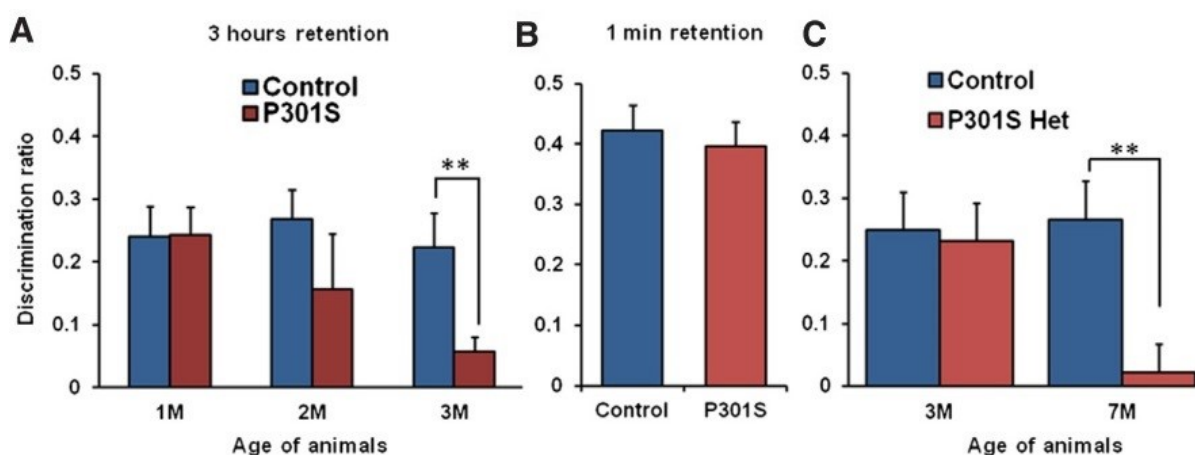 A
3 hours retention
Control
P301S
Discrimination ratio
0.5
0.4
0.3
0.2
0.1
0
**
1M
2M
3M
Age of animals
B
1 min retention
0.5
0.4
0.3
0.2
0.1
0
Control
P301S
C
Control
P301S Het
0.5
0.4
0.3
0.2
0.1
0
**
3M
7M
Age of animals